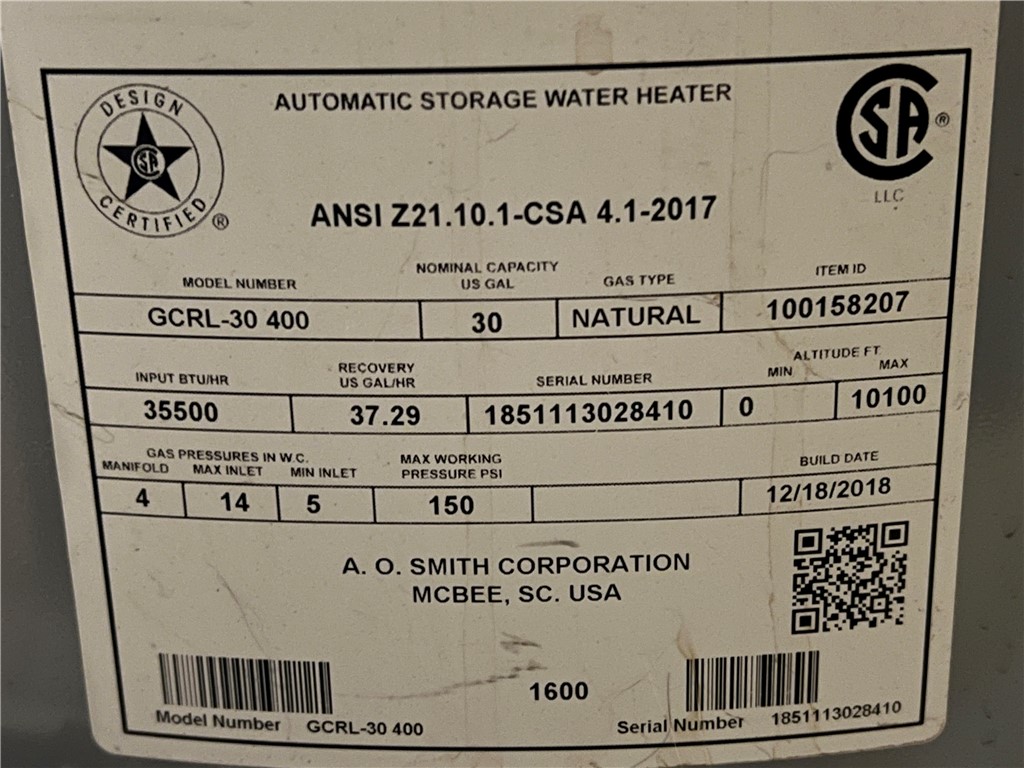 DESIGN
SA
CERTIFIED ®
AUTOMATIC STORAGE WATER HEATER
SA ®
LLC
ANSI Z21.10.1-CSA 4.1-2017
MODEL NUMBER
NOMINAL CAPACITY
US GAL
GAS TYPE
ITEM ID
GCRL-30 400
30
NATURAL
100158207
INPUT BTU/HR
RECOVERY
US GAL/HR
SERIAL NUMBER
ALTITUDE FT
MIN
MAX
35500
37.29
1851113028410
0
10100
GAS PRESSURES IN W.C.
MANIFOLD
MAX INLET
MIN INLET
MAX WORKING
PRESSURE PSI
BUILD DATE
4
14
5
150
12/18/2018
A. O. SMITH CORPORATION
MCBEE, SC. USA
1600
Model Number GCRL-30 400
Serial Number 1851113028410